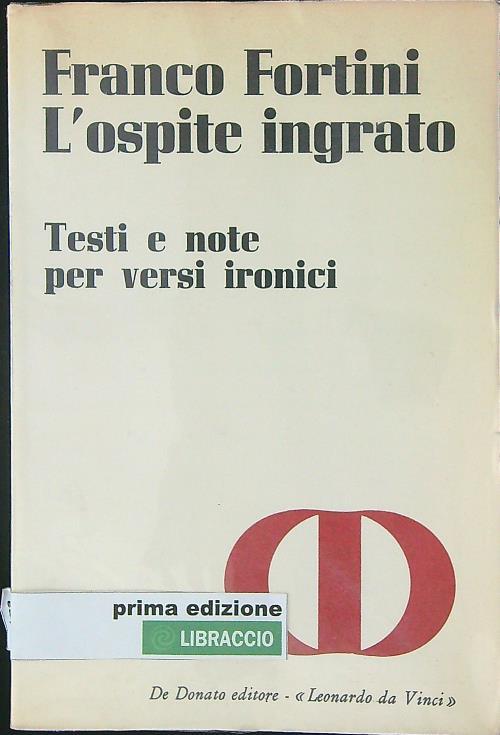 Franco Fortini
L'ospite ingrato
Testi e note
per versi ironici
prima edizione
LIBRACCIO
De Donato editore - « Leonardo da Vinci »